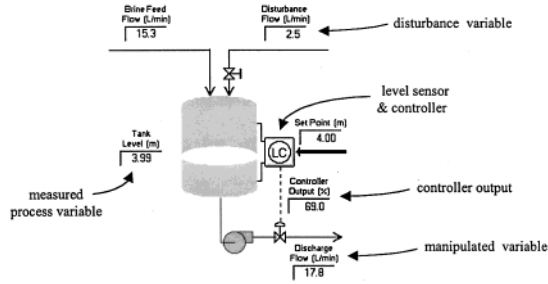 Brine Feed
Flow (L/min)
15.3
Disturbance
Flow (L/min)
2.5
disturbance variable
level sensor
& controller
Set Point (m)
4.00
LC
Tank
Level (m)
3.99
measured
process variable
Controller
Output (%)
69.0
controller output
Discharge
Flow (L/min)
17.8
manipulated variable